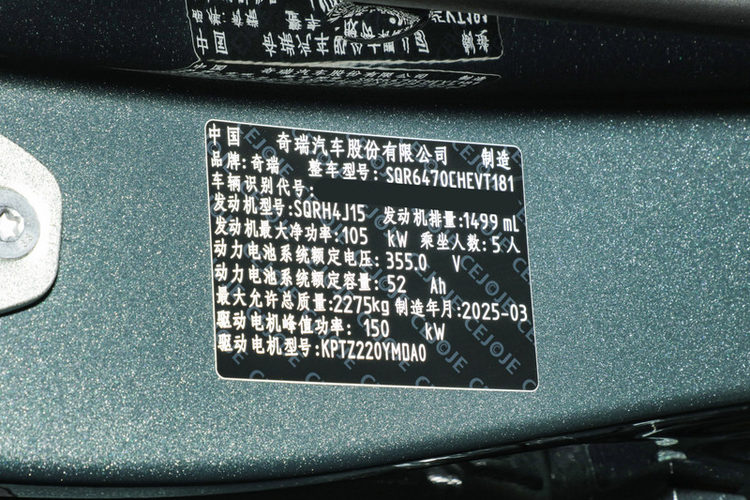 中国 奇瑞汽车股份有限公司 制造
品牌:奇瑞 整车型号:SQR6470CHEVT181
车辆识别代号:
发动机型号:SQRH4J15 发动机排量:1499 mL
发动机最大净功率:105 kW 乘坐人数:5 人
动力电池系统额定电压:355.0 V
动力电池系统额定容量:52 Ah
最大允许总质量:2275kg 制造年月:2025-03
驱动电机峰值功率: 150 kW
驱动电机型号:KPTZ220YMDA0